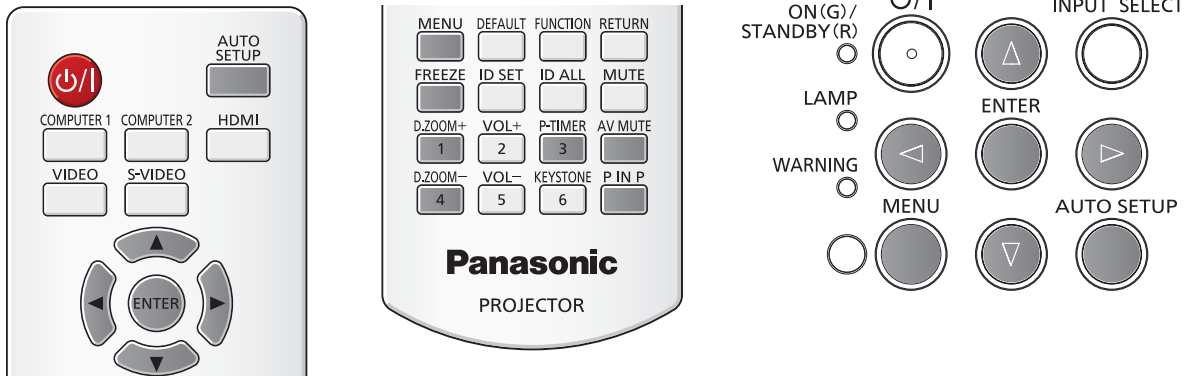 AUTO
SETUP
⏻/I
COMPUTER 1 COMPUTER 2 HDMI
VIDEO S-VIDEO
ENTER
MENU DEFAULT FUNCTION RETURN
FREEZE ID SET ID ALL MUTE
D.ZOOM+ VOL+ P-TIMER AV MUTE
1 2 3
D.ZOOM− VOL− KEYSTONE P IN P
4 5 6
Panasonic
PROJECTOR
ON(G)/
STANDBY(R)
⏻/I
INPUT SELECT
LAMP
ENTER
WARNING
MENU
AUTO SETUP